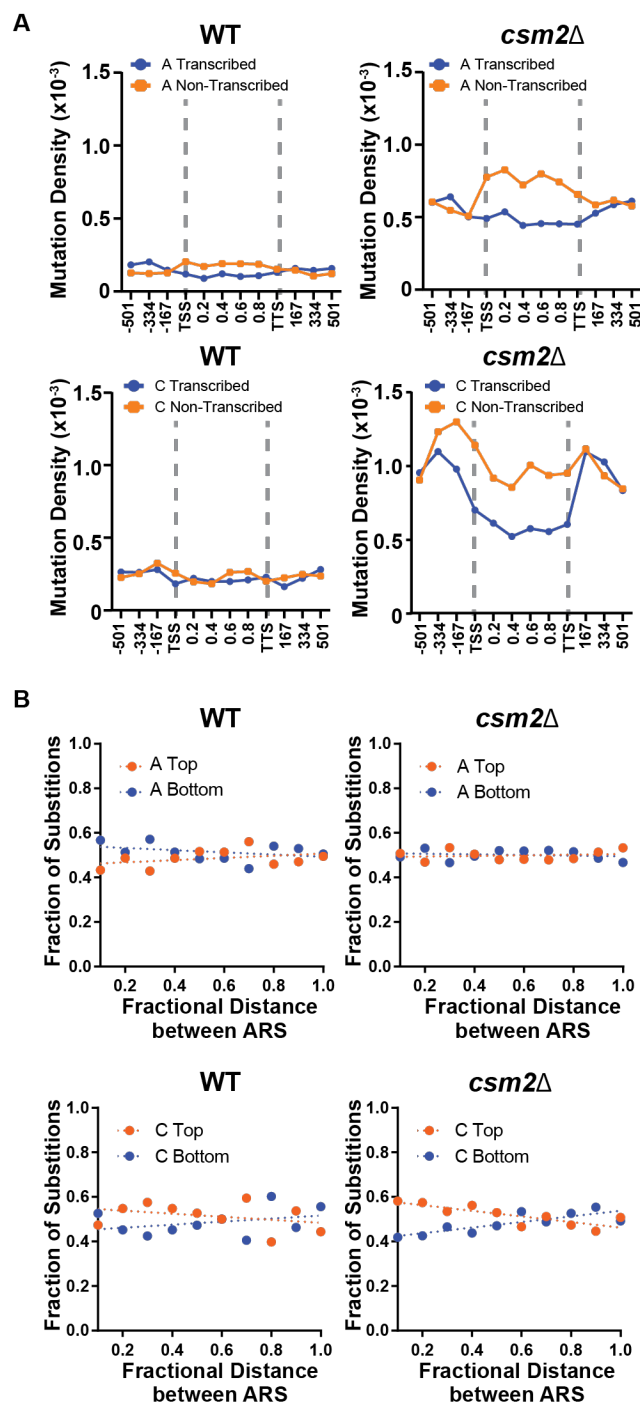 A
WT
A Transcribed
A Non-Transcribed
Mutation Density (x10-3)
1.5
1.0
0.5
0
-501
-334
-167
TSS
0.2
0.4
0.6
0.8
TTS
167
334
501
csm2Δ
A Transcribed
A Non-Transcribed
Mutation Density (x10-3)
1.5
1.0
0.5
0
-501
-334
-167
TSS
0.2
0.4
0.6
0.8
TTS
167
334
501
WT
C Transcribed
C Non-Transcribed
Mutation Density (x10-3)
1.5
1.0
0.5
0
-501
-334
-167
TSS
0.2
0.4
0.6
0.8
TTS
167
334
501
csm2Δ
C Transcribed
C Non-Transcribed
Mutation Density (x10-3)
1.5
1.0
0.5
0
-501
-334
-167
TSS
0.2
0.4
0.6
0.8
TTS
167
334
501
B
WT
A Top
A Bottom
Fraction of Substitions
1.0
0.8
0.6
0.4
0.2
0.0
0.2 0.4 0.6 0.8 1.0
Fractional Distance
between ARS
csm2Δ
A Top
A Bottom
Fraction of Substitions
1.0
0.8
0.6
0.4
0.2
0.0
0.2 0.4 0.6 0.8 1.0
Fractional Distance
between ARS
WT
C Top
C Bottom
Fraction of Substitions
1.0
0.8
0.6
0.4
0.2
0.0
0.2 0.4 0.6 0.8 1.0
Fractional Distance
between ARS
csm2Δ
C Top
C Bottom
Fraction of Substitions
1.0
0.8
0.6
0.4
0.2
0.0
0.2 0.4 0.6 0.8 1.0
Fractional Distance
between ARS